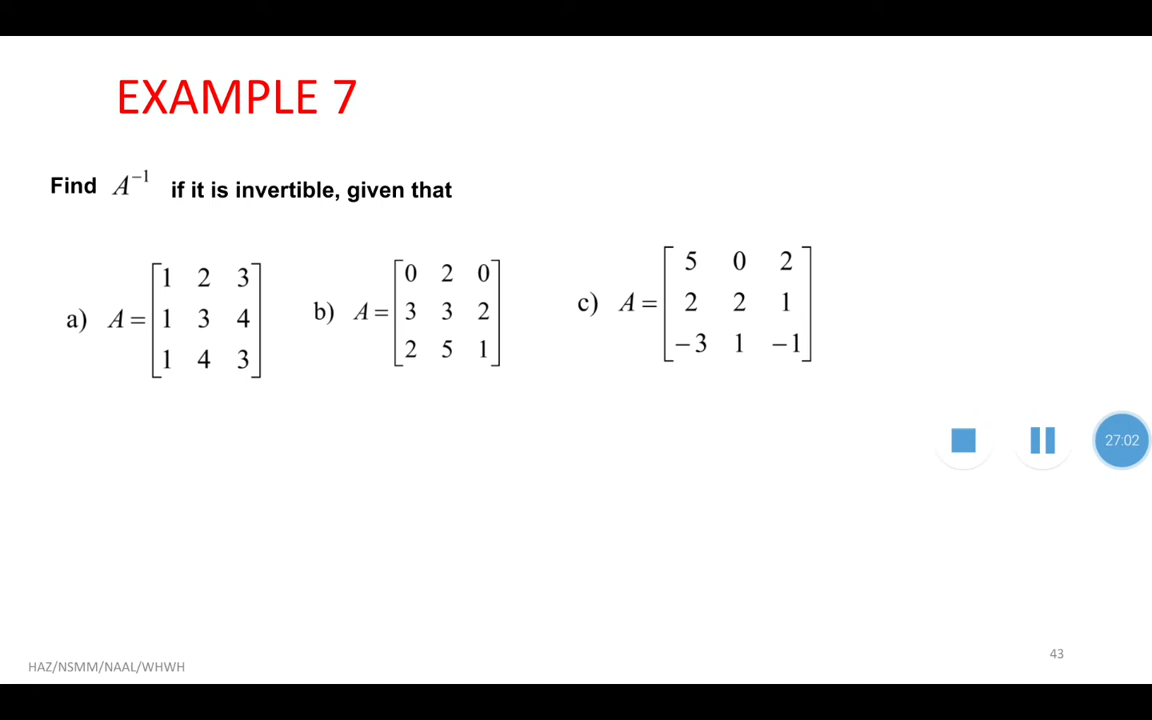 EXAMPLE 7
Find A⁻¹ if it is invertible, given that
a) A = [1 2 3
1 3 4
1 4 3]
b) A = [0 2 0
3 3 2
2 5 1]
c) A = [5 0 2
2 2 1
−3 1 −1]
27:02
HAZ/NSMM/NAAL/WHWH
43